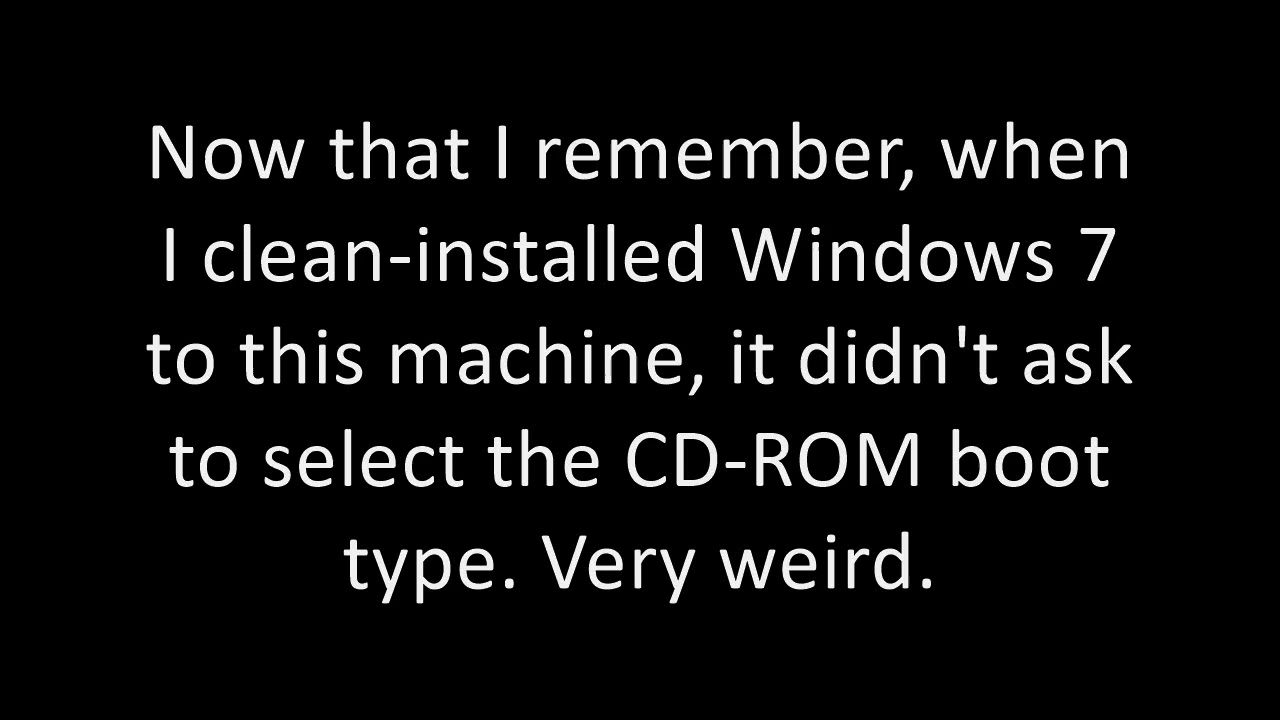 Now that I remember, when
I clean-installed Windows 7
to this machine, it didn't ask
to select the CD-ROM boot
type. Very weird.